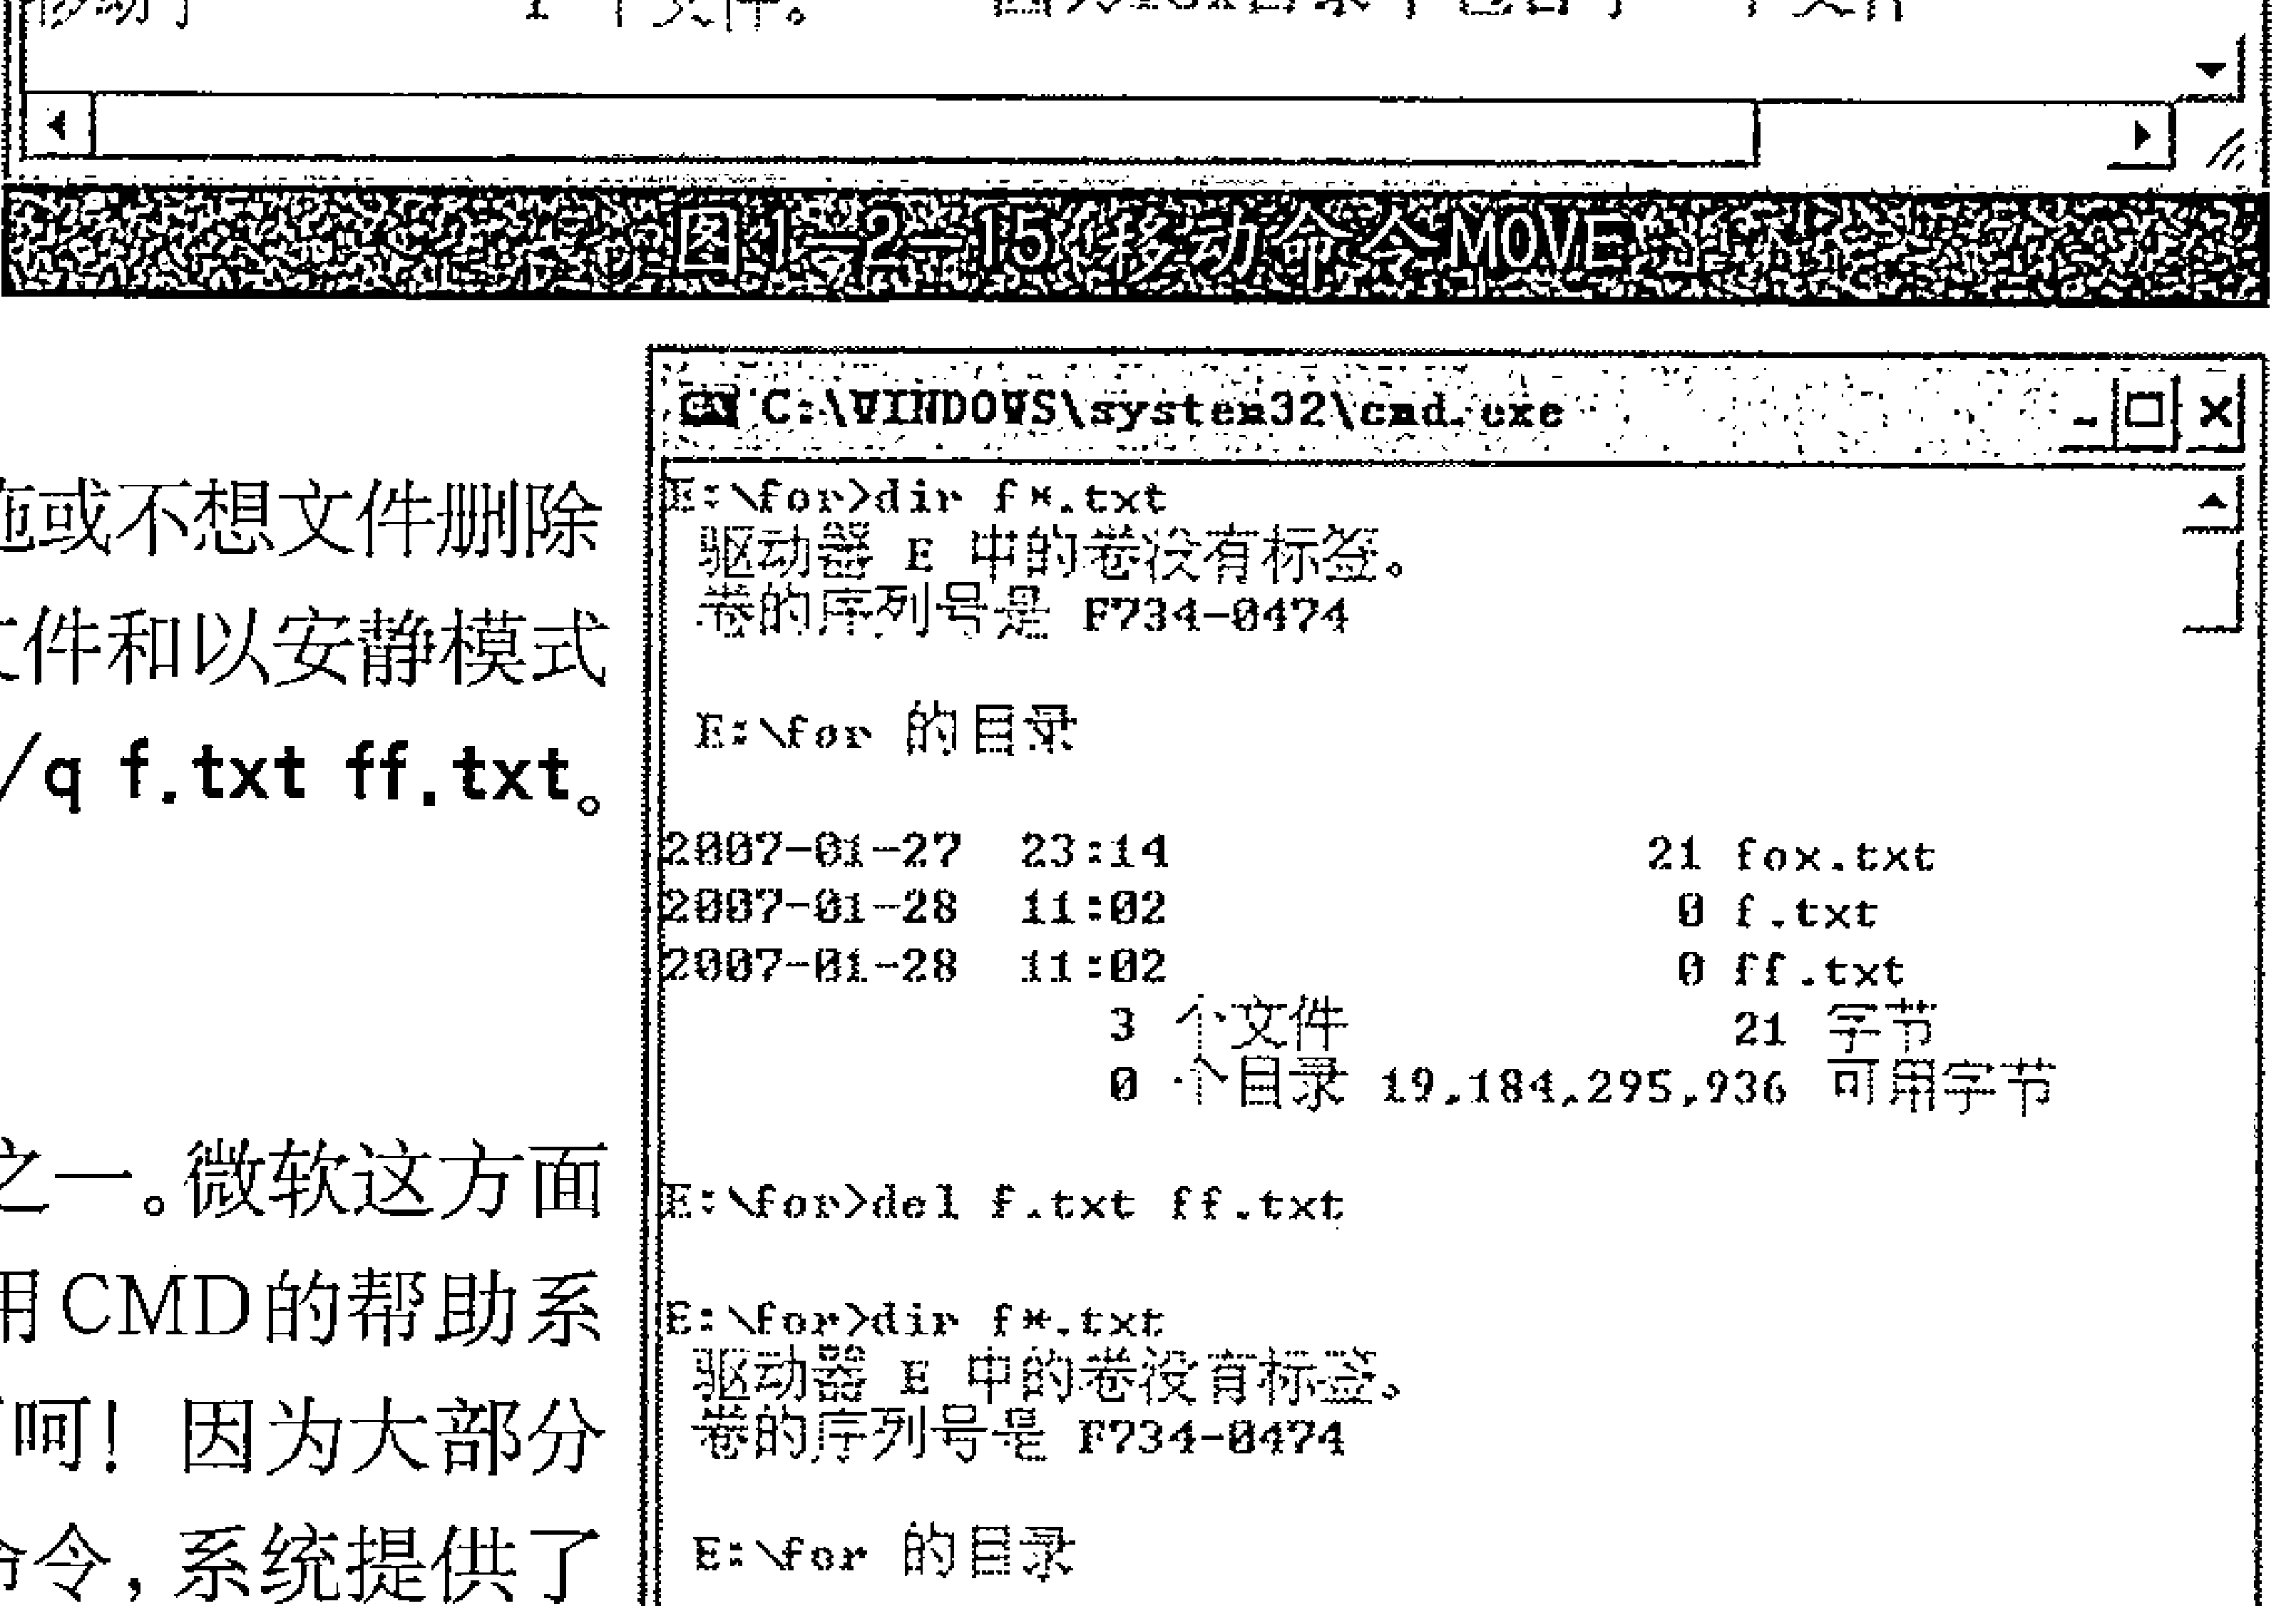 移动了 1 个文件。
图1-2-15 移动命令MOVE
或不想文件删除
件和以安静模式
/q f.txt ff.txt。
之一。微软这方面
用CMD的帮助系
呵！因为大部分
命令，系统提供了
C:\WINDOWS\system32\cmd.exe
E:\for>dir f*.txt
驱动器 E 中的卷没有标签。
卷的序列号是 F734-0474
E:\for 的目录
2007-01-27 23:14 21 fox.txt
2007-01-28 11:02 0 f.txt
2007-01-28 11:02 0 ff.txt
3 个文件 21 字节
0 个目录 19,184,295,936 可用字节
E:\for>del f.txt ff.txt
E:\for>dir f*.txt
驱动器 E 中的卷没有标签。
卷的序列号是 F734-0474
E:\for 的目录